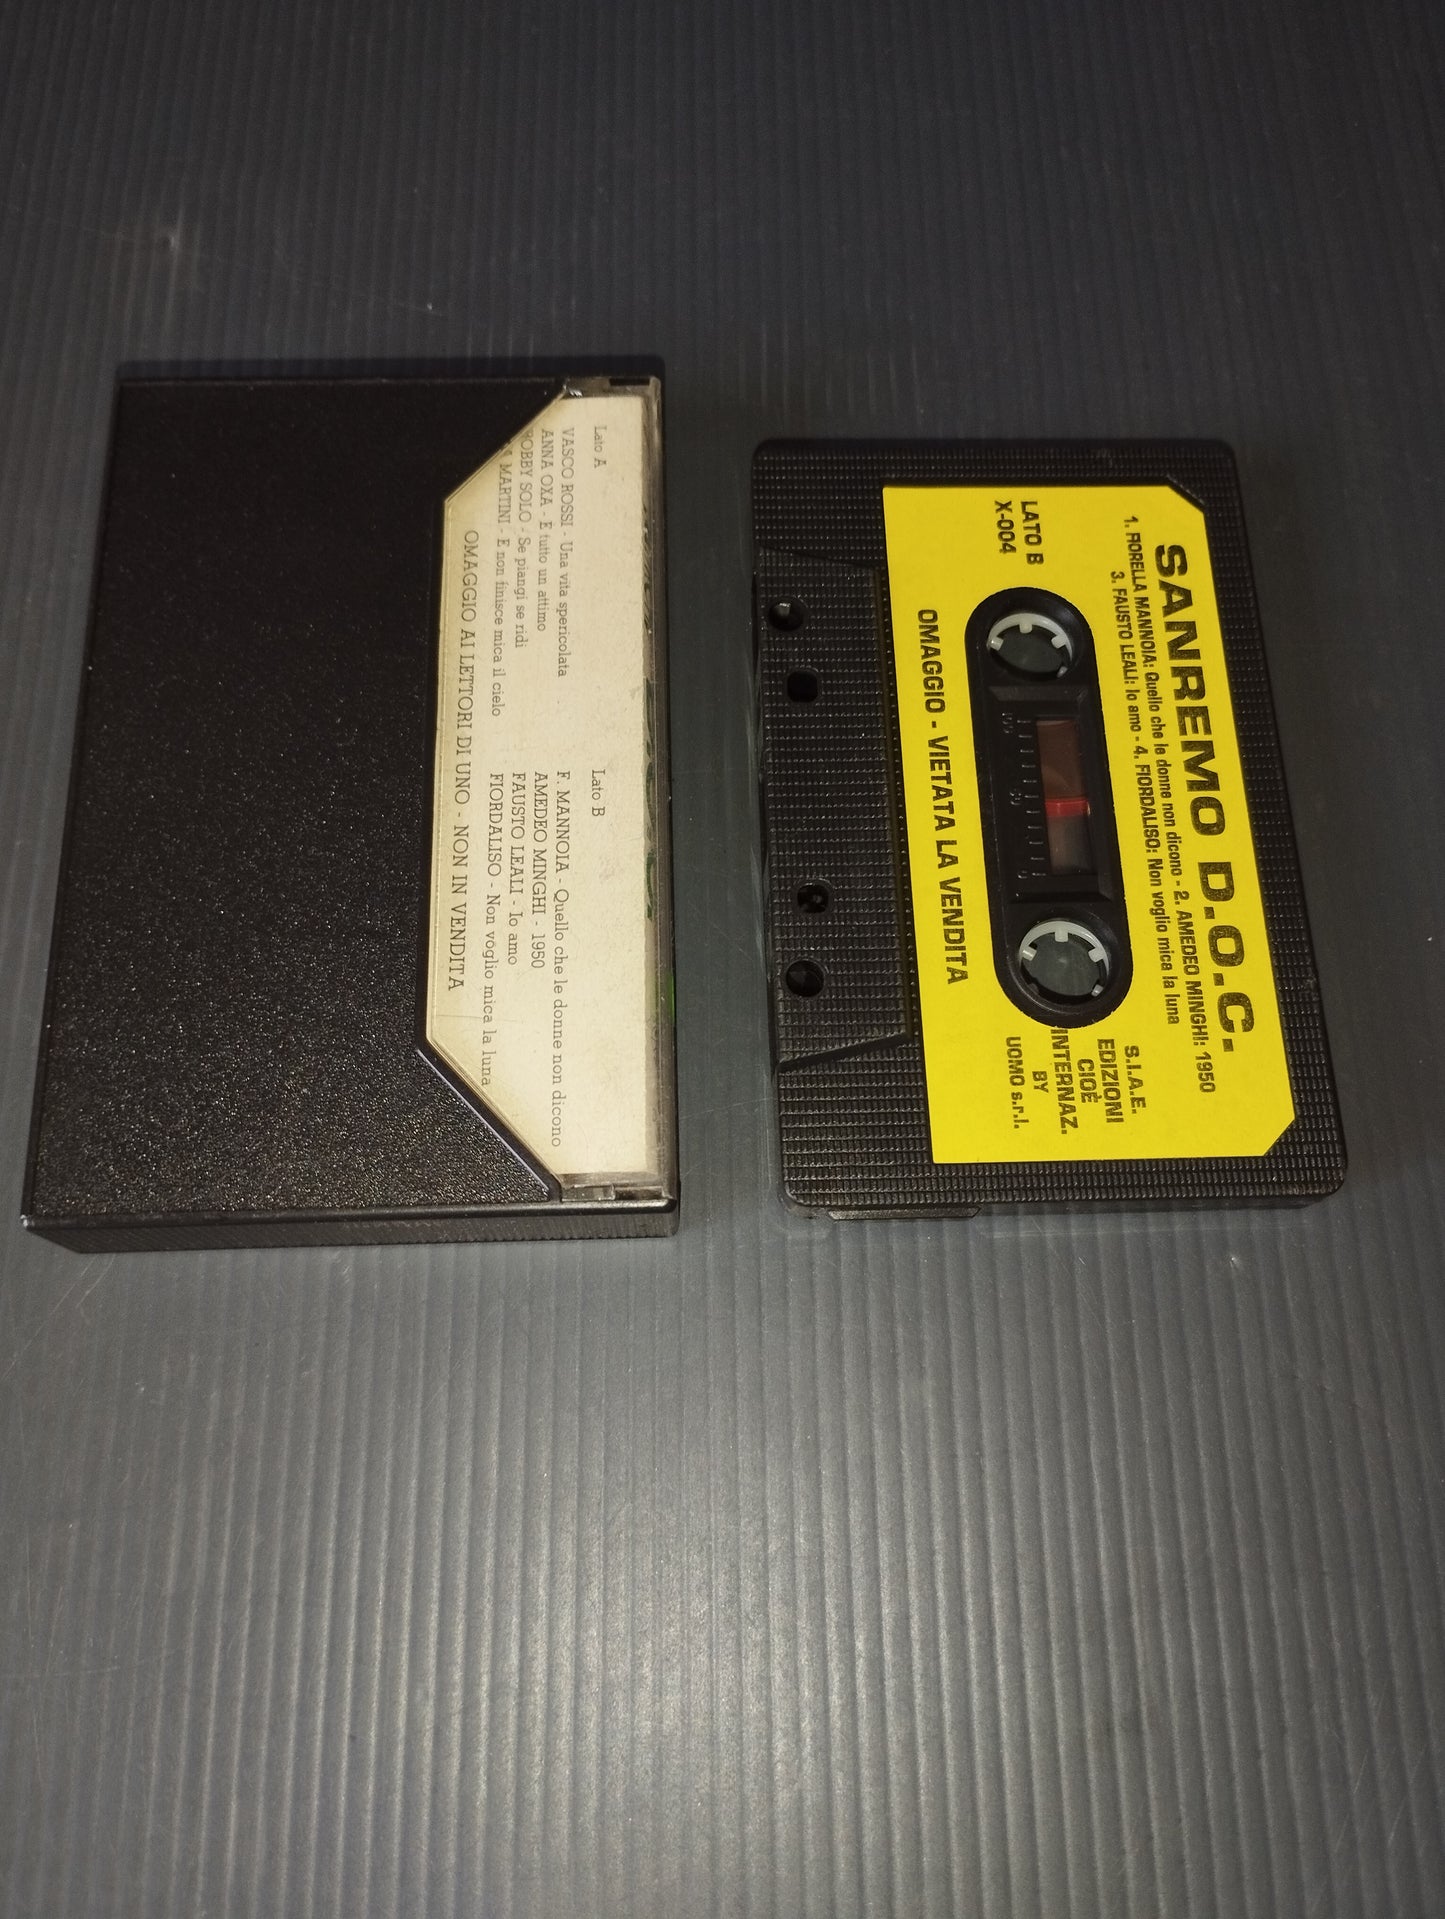 Lato A
VASCO ROSSI - Una vita spericolata
ANNA OXA - È tutto un attimo
BOBBY SOLO - Se piangi se ridi
MARTINI - E non finisce mica il cielo
Lato B
F. MANNOIA - Quello che le donne non dicono
AMEDEO MINGHI - 1950
FAUSTO LEALI - Io amo
FIORDALISO - Non voglio mica la luna
OMAGGIO AI LETTORI DI UNO - NON IN VENDITA
SANREMO D.O.C.
1. FIORELLA MANNOIA: Quello che le donne non dicono - 2. AMEDEO MINGHI: 1950
3. FAUSTO LEALI: Io amo - 4. FIORDALISO: Non voglio mica la luna
LATO B
X-004
S.I.A.E.
EDIZIONI
CIOÈ
INTERNAZ.
BY
UOMO s.r.l.
OMAGGIO - VIETATA LA VENDITA